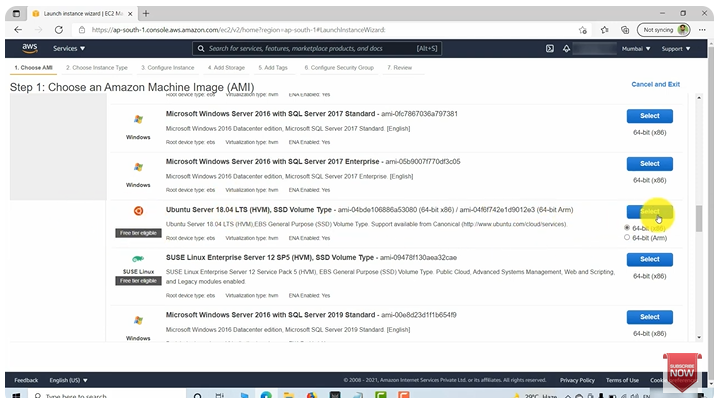 Launch instance wizard | EC2 M
https://ap-south-1.console.aws.amazon.com/ec2/v2/home?region=ap-south-1#LaunchInstanceWizard:
Not syncing
aws
Services
Search for services, features, marketplace products, and docs
[Alt+S]
Mumbai
Support
1. Choose AMI
2. Choose Instance Type
3. Configure Instance
4. Add Storage
5. Add Tags
6. Configure Security Group
7. Review
Step 1: Choose an Amazon Machine Image (AMI)
Cancel and Exit
Root device type: ebs Virtualization type: hvm ENA Enabled: Yes
Windows
Microsoft Windows Server 2016 with SQL Server 2017 Standard - ami-0fc7867036a797381
Microsoft Windows 2016 Datacenter edition, Microsoft SQL Server 2017 Standard. [English]
Root device type: ebs Virtualization type: hvm ENA Enabled: Yes
Select
64-bit (x86)
Windows
Microsoft Windows Server 2016 with SQL Server 2017 Enterprise - ami-05b9007f770df3c05
Microsoft Windows 2016 Datacenter edition, Microsoft SQL Server 2017 Enterprise. [English]
Root device type: ebs Virtualization type: hvm ENA Enabled: Yes
Select
64-bit (x86)
Free tier eligible
Ubuntu Server 18.04 LTS (HVM), SSD Volume Type - ami-04bde106886a53080 (64-bit x86) / ami-04f6f742e1d9012e3 (64-bit Arm)
Ubuntu Server 18.04 LTS (HVM),EBS General Purpose (SSD) Volume Type. Support available from Canonical (http://www.ubuntu.com/cloud/services).
Root device type: ebs Virtualization type: hvm ENA Enabled: Yes
Select
64-bit (x86)
64-bit (Arm)
SUSE Linux
Free tier eligible
SUSE Linux Enterprise Server 12 SP5 (HVM), SSD Volume Type - ami-09478f130aea32cae
SUSE Linux Enterprise Server 12 Service Pack 5 (HVM), EBS General Purpose (SSD) Volume Type. Public Cloud, Advanced Systems Management, Web and Scripting,
and Legacy modules enabled.
Root device type: ebs Virtualization type: hvm ENA Enabled: Yes
Select
64-bit (x86)
Windows
Microsoft Windows Server 2016 with SQL Server 2019 Standard - ami-00e8d23d1f1b654f9
Microsoft Windows 2016 Datacenter edition, Microsoft SQL Server 2019 Standard. [English]
Root device type: ebs Virtualization type: hvm ENA Enabled: Yes
Select
64-bit (x86)
SUBSCRIBE
NOW
Feedback
English (US)
© 2008 - 2021, Amazon Internet Services Private Ltd. or its affiliates. All rights reserved.
Privacy Policy
Terms of Use
Type here to search
29°C Haze
ENG